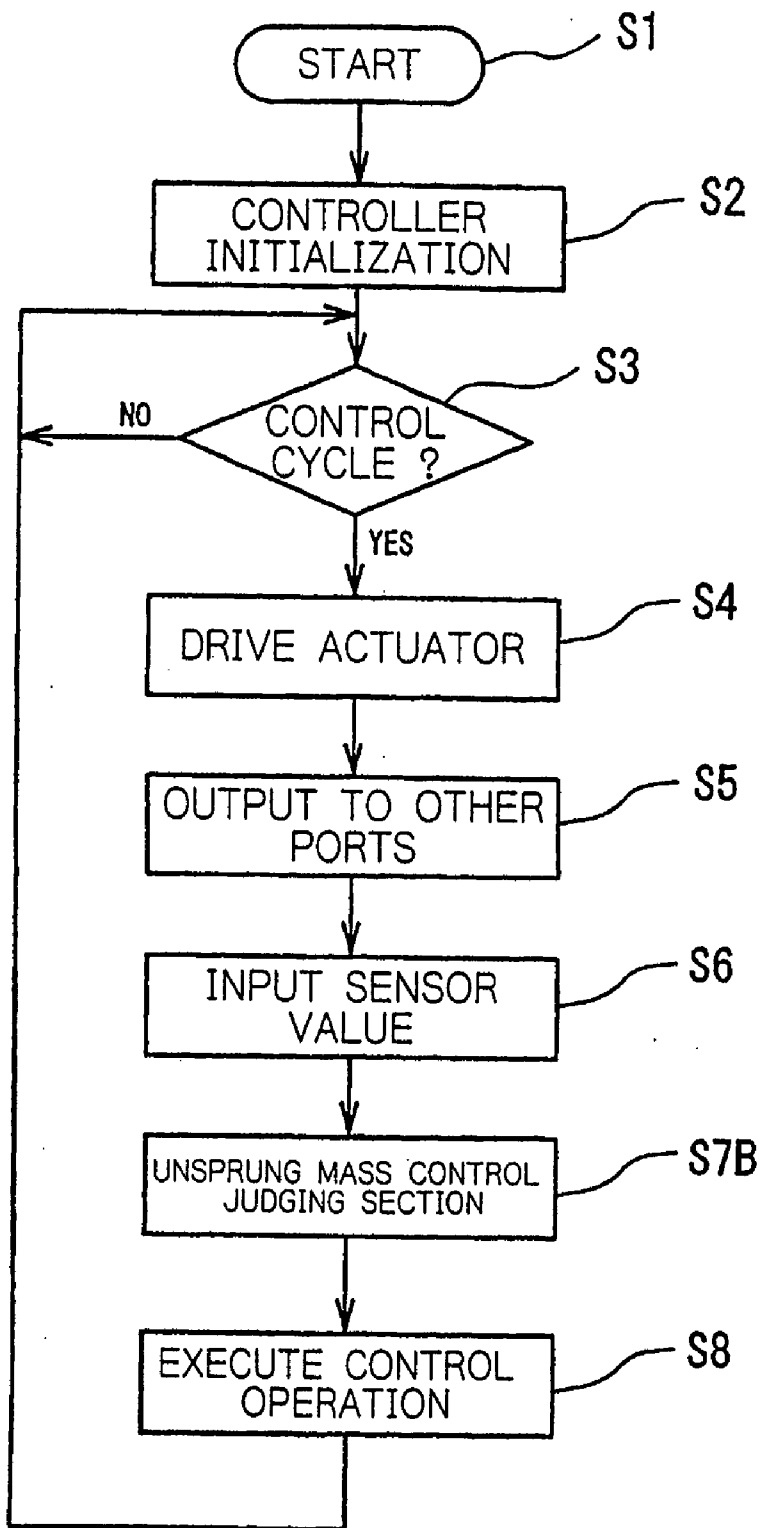 START
S1
CONTROLLER
INITIALIZATION
S2
CONTROL
CYCLE ?
S3
NO
YES
DRIVE ACTUATOR
S4
OUTPUT TO OTHER
PORTS
S5
INPUT SENSOR
VALUE
S6
UNSPRUNG MASS CONTROL
JUDGING SECTION
S7B
EXECUTE CONTROL
OPERATION
S8